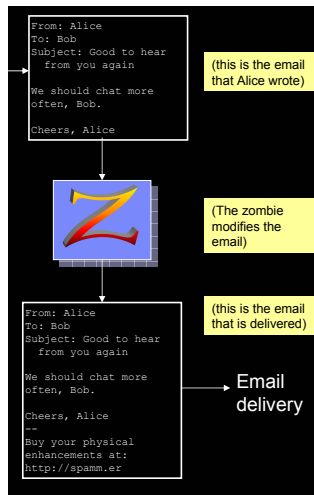 From: Alice
To: Bob
Subject: Good to hear
from you again
We should chat more
often, Bob.
Cheers, Alice
(this is the email
that Alice wrote)
Z
(The zombie
modifies the
email)
(this is the email
that is delivered)
From: Alice
To: Bob
Subject: Good to hear
from you again
We should chat more
often, Bob.
Cheers, Alice
--
Buy your physical
enhancements at:
http://spamm.er
Email
delivery